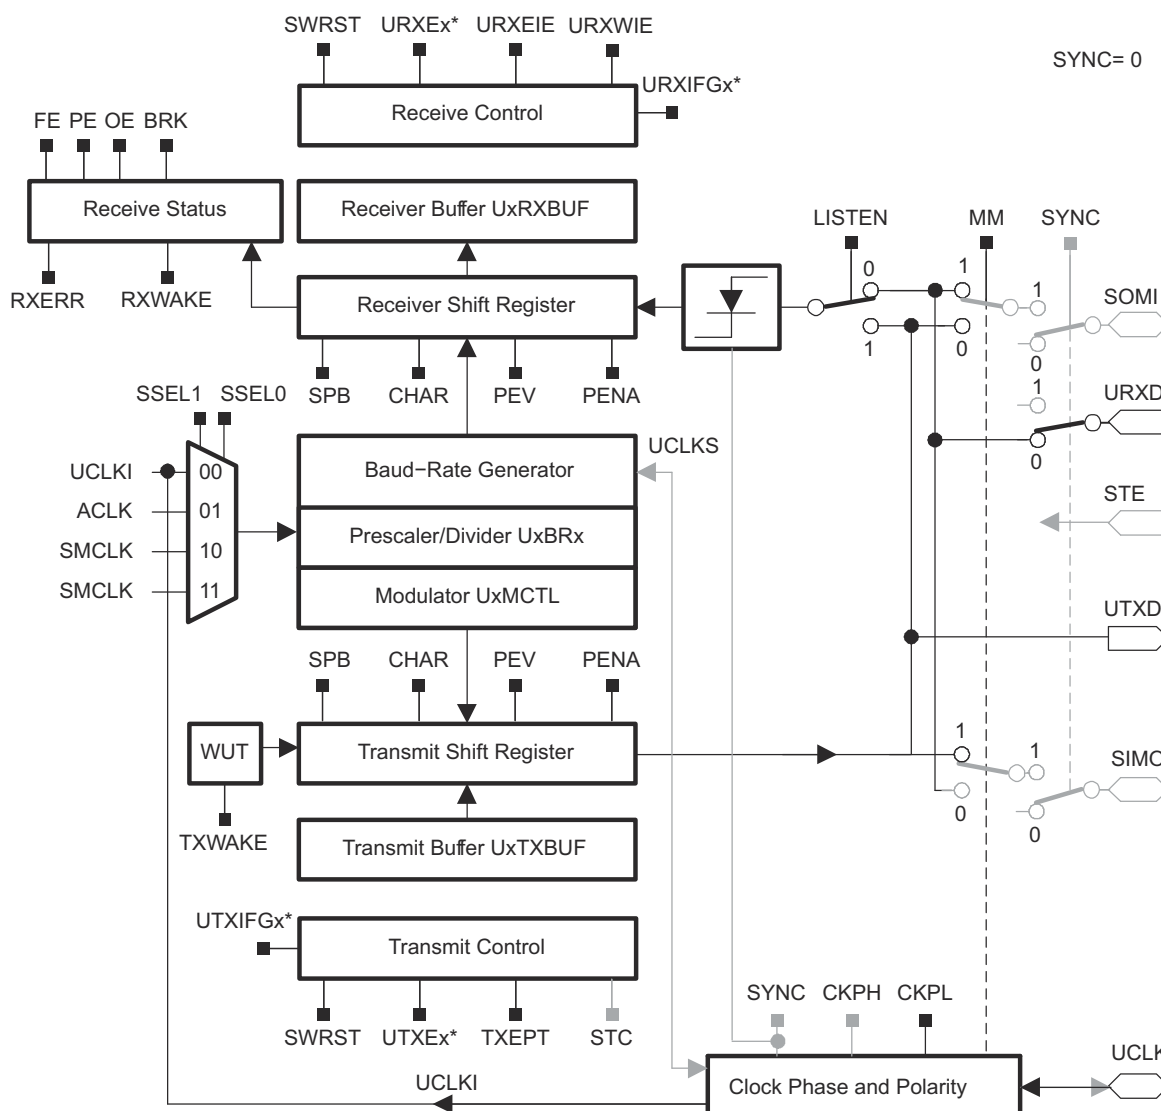 SWRST URXEx* URXEIE URXWIE
SYNC= 0
URXIFGx*
Receive Control
FE PE OE BRK
Receive Status
Receiver Buffer UxRXBUF
LISTEN MM SYNC
RXERR RXWAKE
Receiver Shift Register
0 1 1 SOMI
1 0 0
SPB CHAR PEV PENA
1 URXD
0
SSEL1 SSEL0
UCLKS
UCLKI 00
Baud−Rate Generator
ACLK 01
STE
SMCLK 10
Prescaler/Divider UxBRx
SMCLK 11
Modulator UxMCTL
UTXD
SPB CHAR PEV PENA
WUT
Transmit Shift Register
1 1 SIMO
0 0
TXWAKE
Transmit Buffer UxTXBUF
UTXIFGx*
Transmit Control
SYNC CKPH CKPL
SWRST UTXEx* TXEPT STC
UCLKI
Clock Phase and Polarity
UCLK